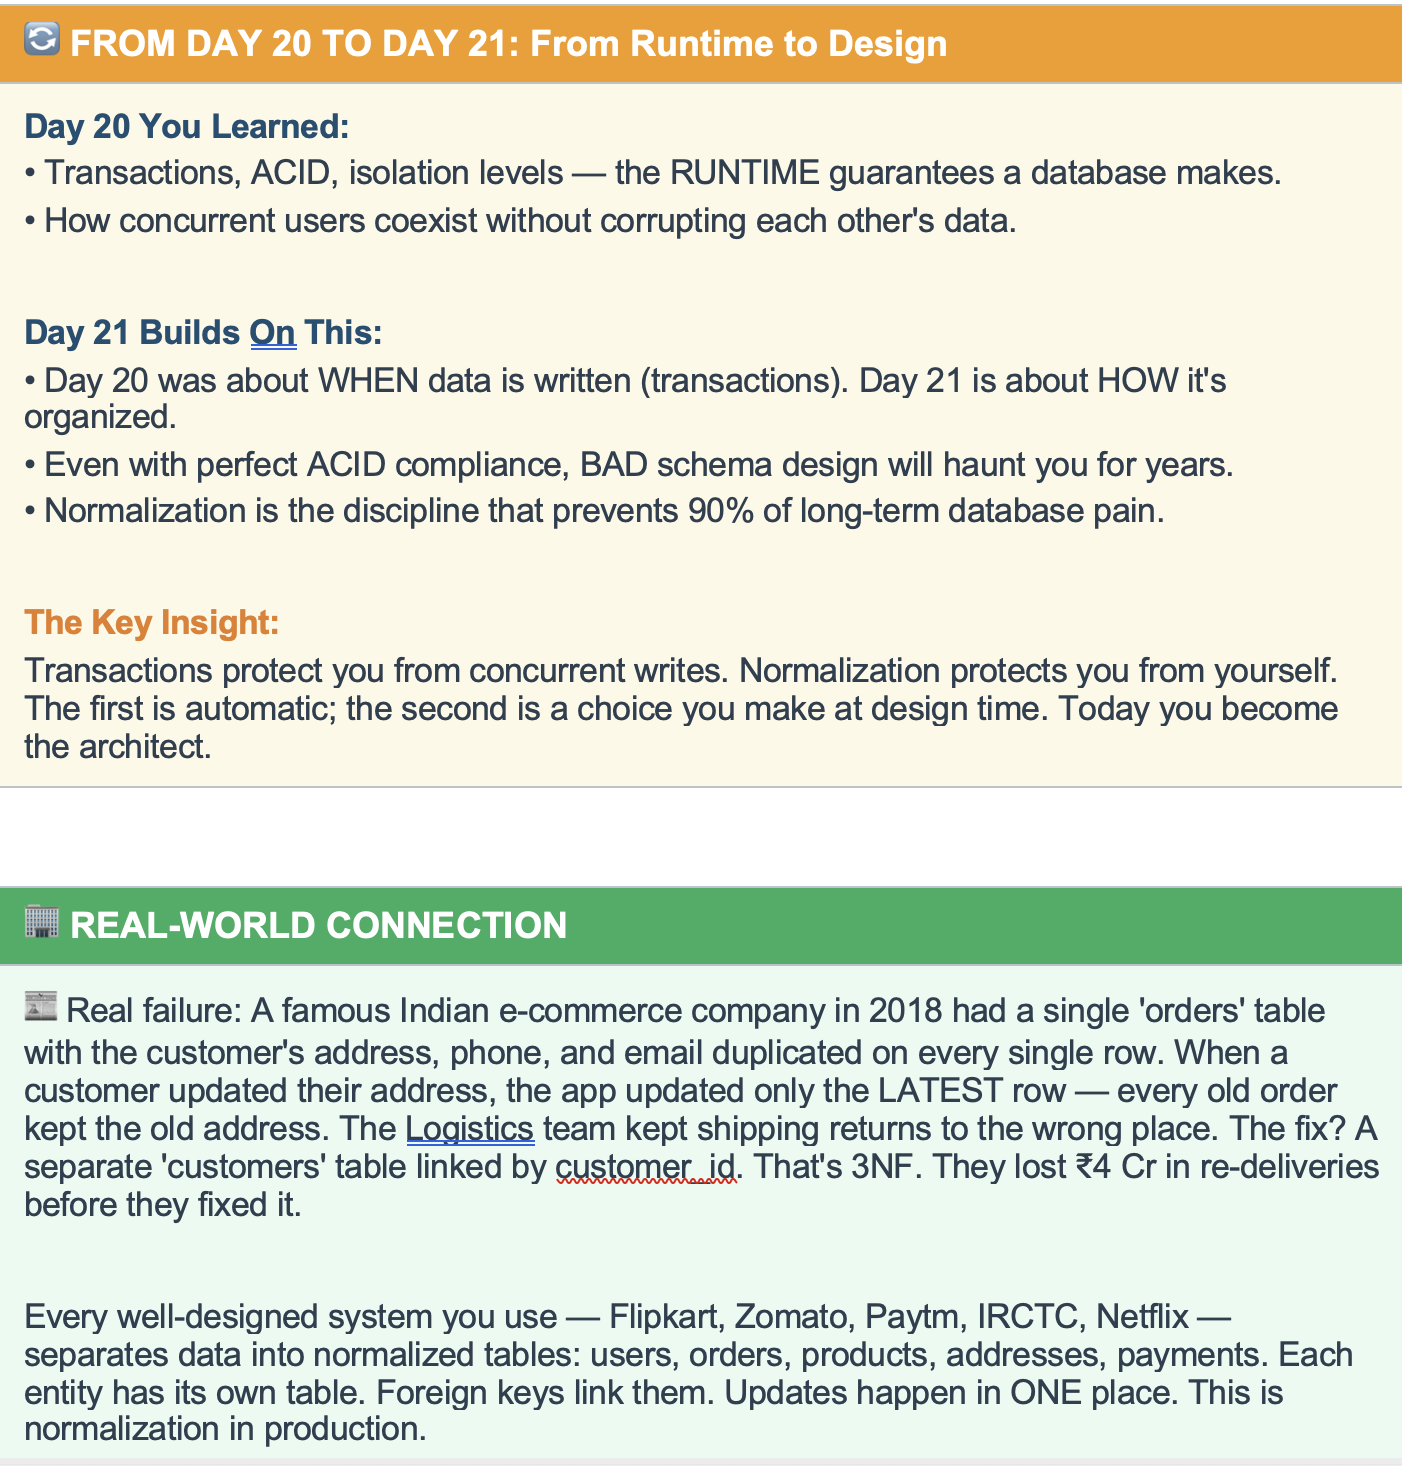 FROM DAY 20 TO DAY 21: From Runtime to Design
Day 20 You Learned:
• Transactions, ACID, isolation levels — the RUNTIME guarantees a database makes.
• How concurrent users coexist without corrupting each other's data.
Day 21 Builds On This:
• Day 20 was about WHEN data is written (transactions). Day 21 is about HOW it's
organized.
• Even with perfect ACID compliance, BAD schema design will haunt you for years.
• Normalization is the discipline that prevents 90% of long-term database pain.
The Key Insight:
Transactions protect you from concurrent writes. Normalization protects you from yourself.
The first is automatic; the second is a choice you make at design time. Today you become
the architect.
REAL-WORLD CONNECTION
Real failure: A famous Indian e-commerce company in 2018 had a single 'orders' table
with the customer's address, phone, and email duplicated on every single row. When a
customer updated their address, the app updated only the LATEST row — every old order
kept the old address. The Logistics team kept shipping returns to the wrong place. The fix? A
separate 'customers' table linked by customer_id. That's 3NF. They lost ₹4 Cr in re-deliveries
before they fixed it.
Every well-designed system you use — Flipkart, Zomato, Paytm, IRCTC, Netflix —
separates data into normalized tables: users, orders, products, addresses, payments. Each
entity has its own table. Foreign keys link them. Updates happen in ONE place. This is
normalization in production.